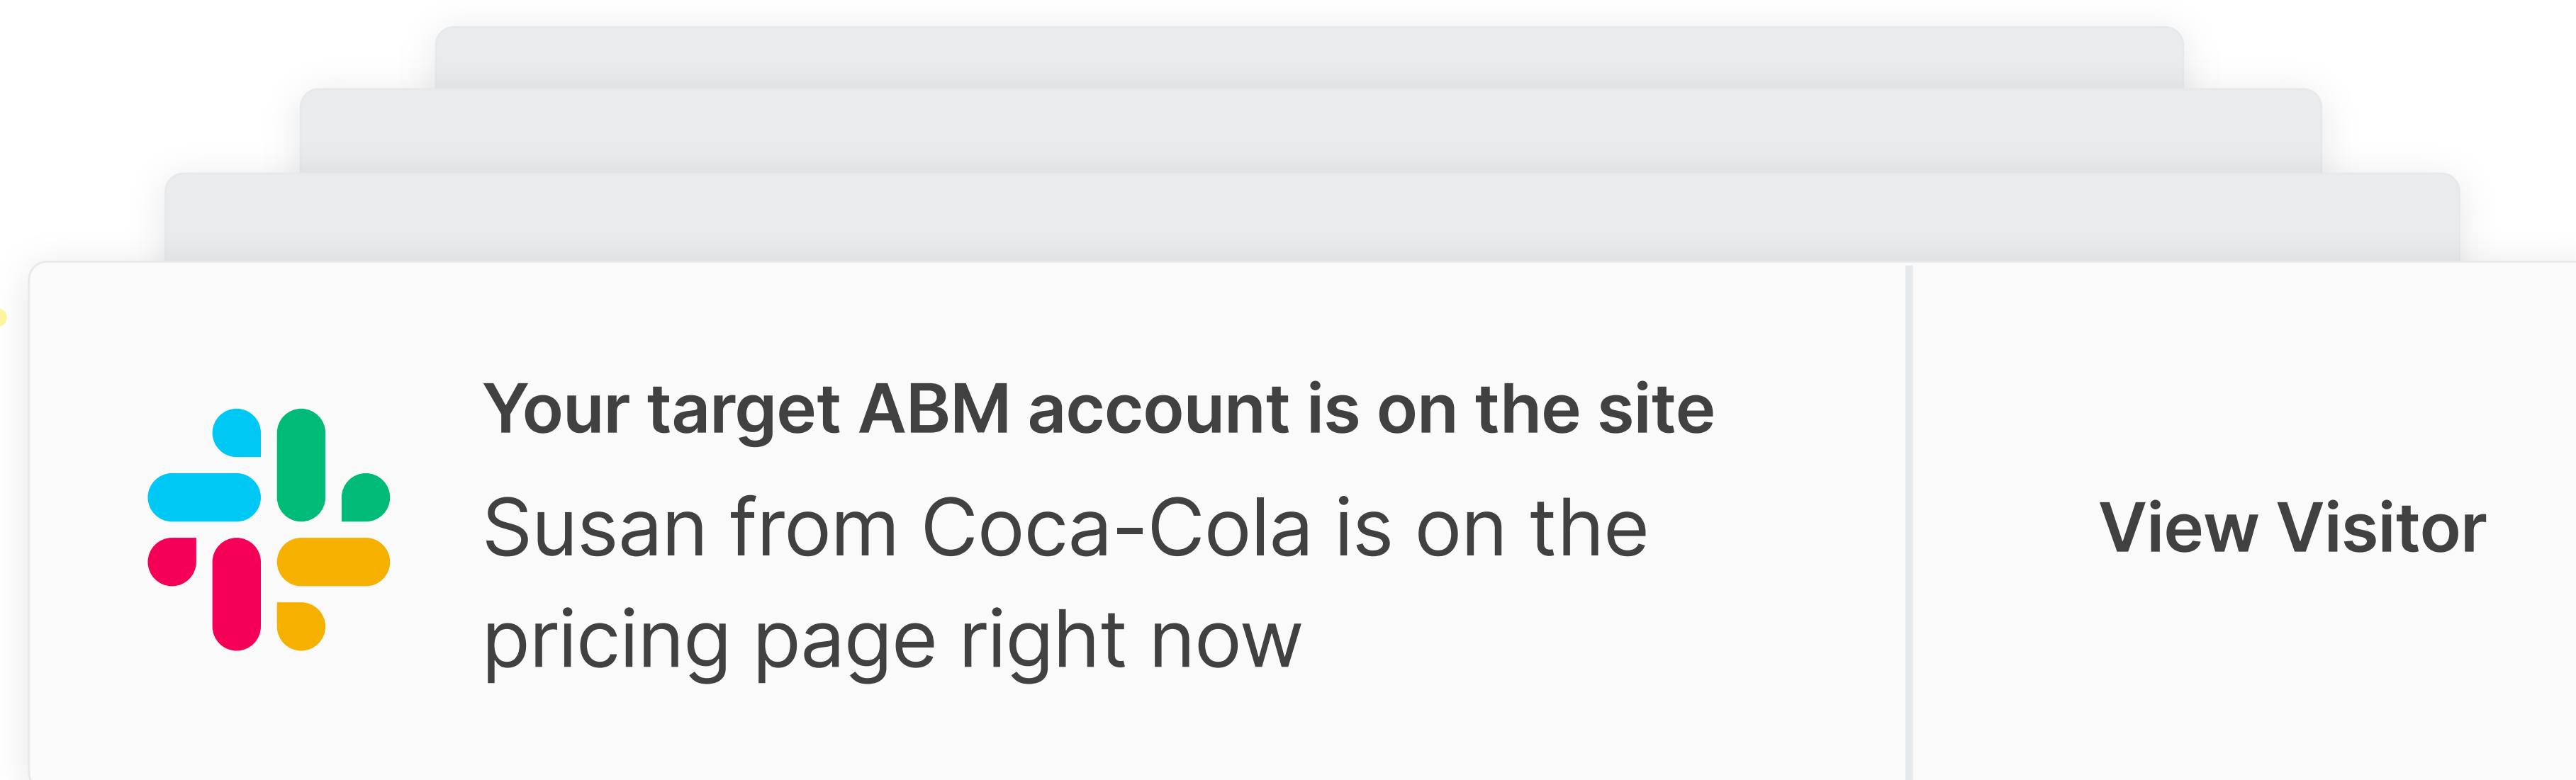 Your target ABM account is on the site
Susan from Coca-Cola is on the
pricing page right now
View Visitor